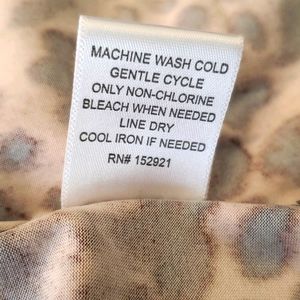 MACHINE WASH COLD
GENTLE CYCLE
ONLY NON-CHLORINE
BLEACH WHEN NEEDED
LINE DRY
COOL IRON IF NEEDED
RN# 152921